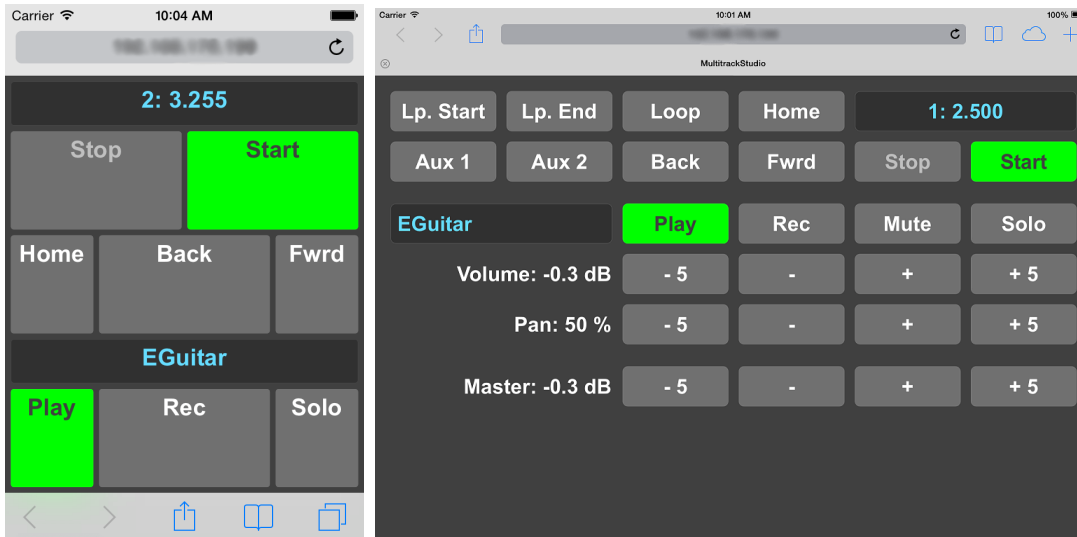 Carrier 10:04 AM
2: 3.255
Stop Start
Home Back Fwrd
EGuitar
Play Rec Solo
Carrier 10:01 AM 100%
MultitrackStudio
Lp. Start Lp. End Loop Home 1: 2.500
Aux 1 Aux 2 Back Fwrd Stop Start
EGuitar Play Rec Mute Solo
Volume: -0.3 dB - 5 - + + 5
Pan: 50 % - 5 - + + 5
Master: -0.3 dB - 5 - + + 5